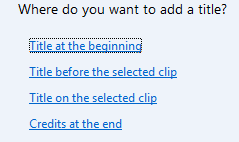 Where do you want to add a title?
Title at the beginning
Title before the selected clip
Title on the selected clip
Credits at the end